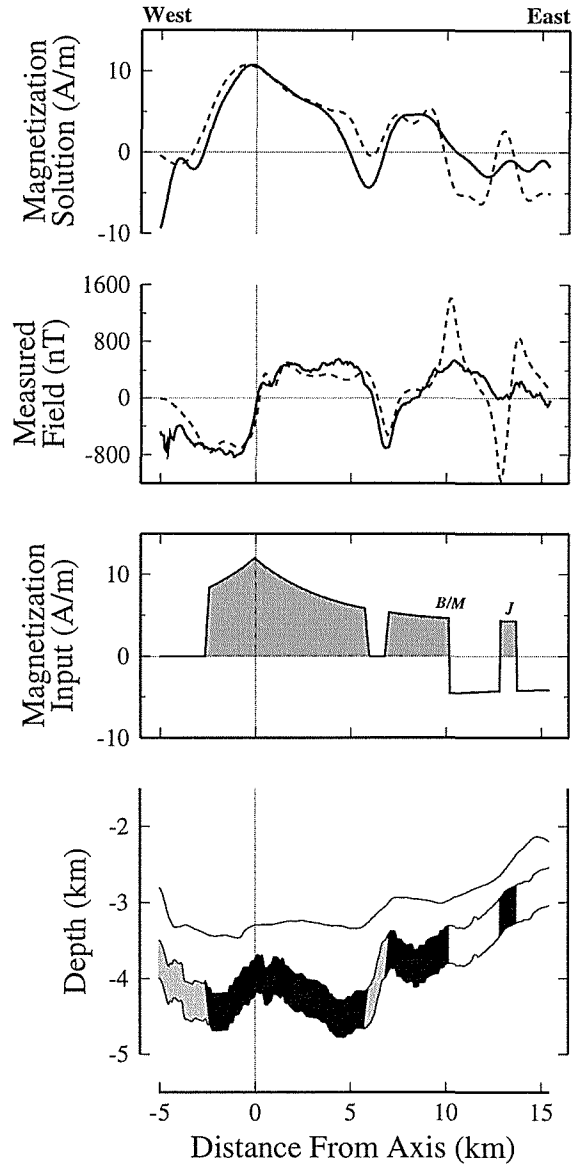 West East
Magnetization
Solution (A/m)
10
0
-10
Measured
Field (nT)
1600
800
0
-800
Magnetization
Input (A/m)
10
0
-10
B/M
J
Depth (km)
-2
-3
-4
-5
-5 0 5 10 15
Distance From Axis (km)